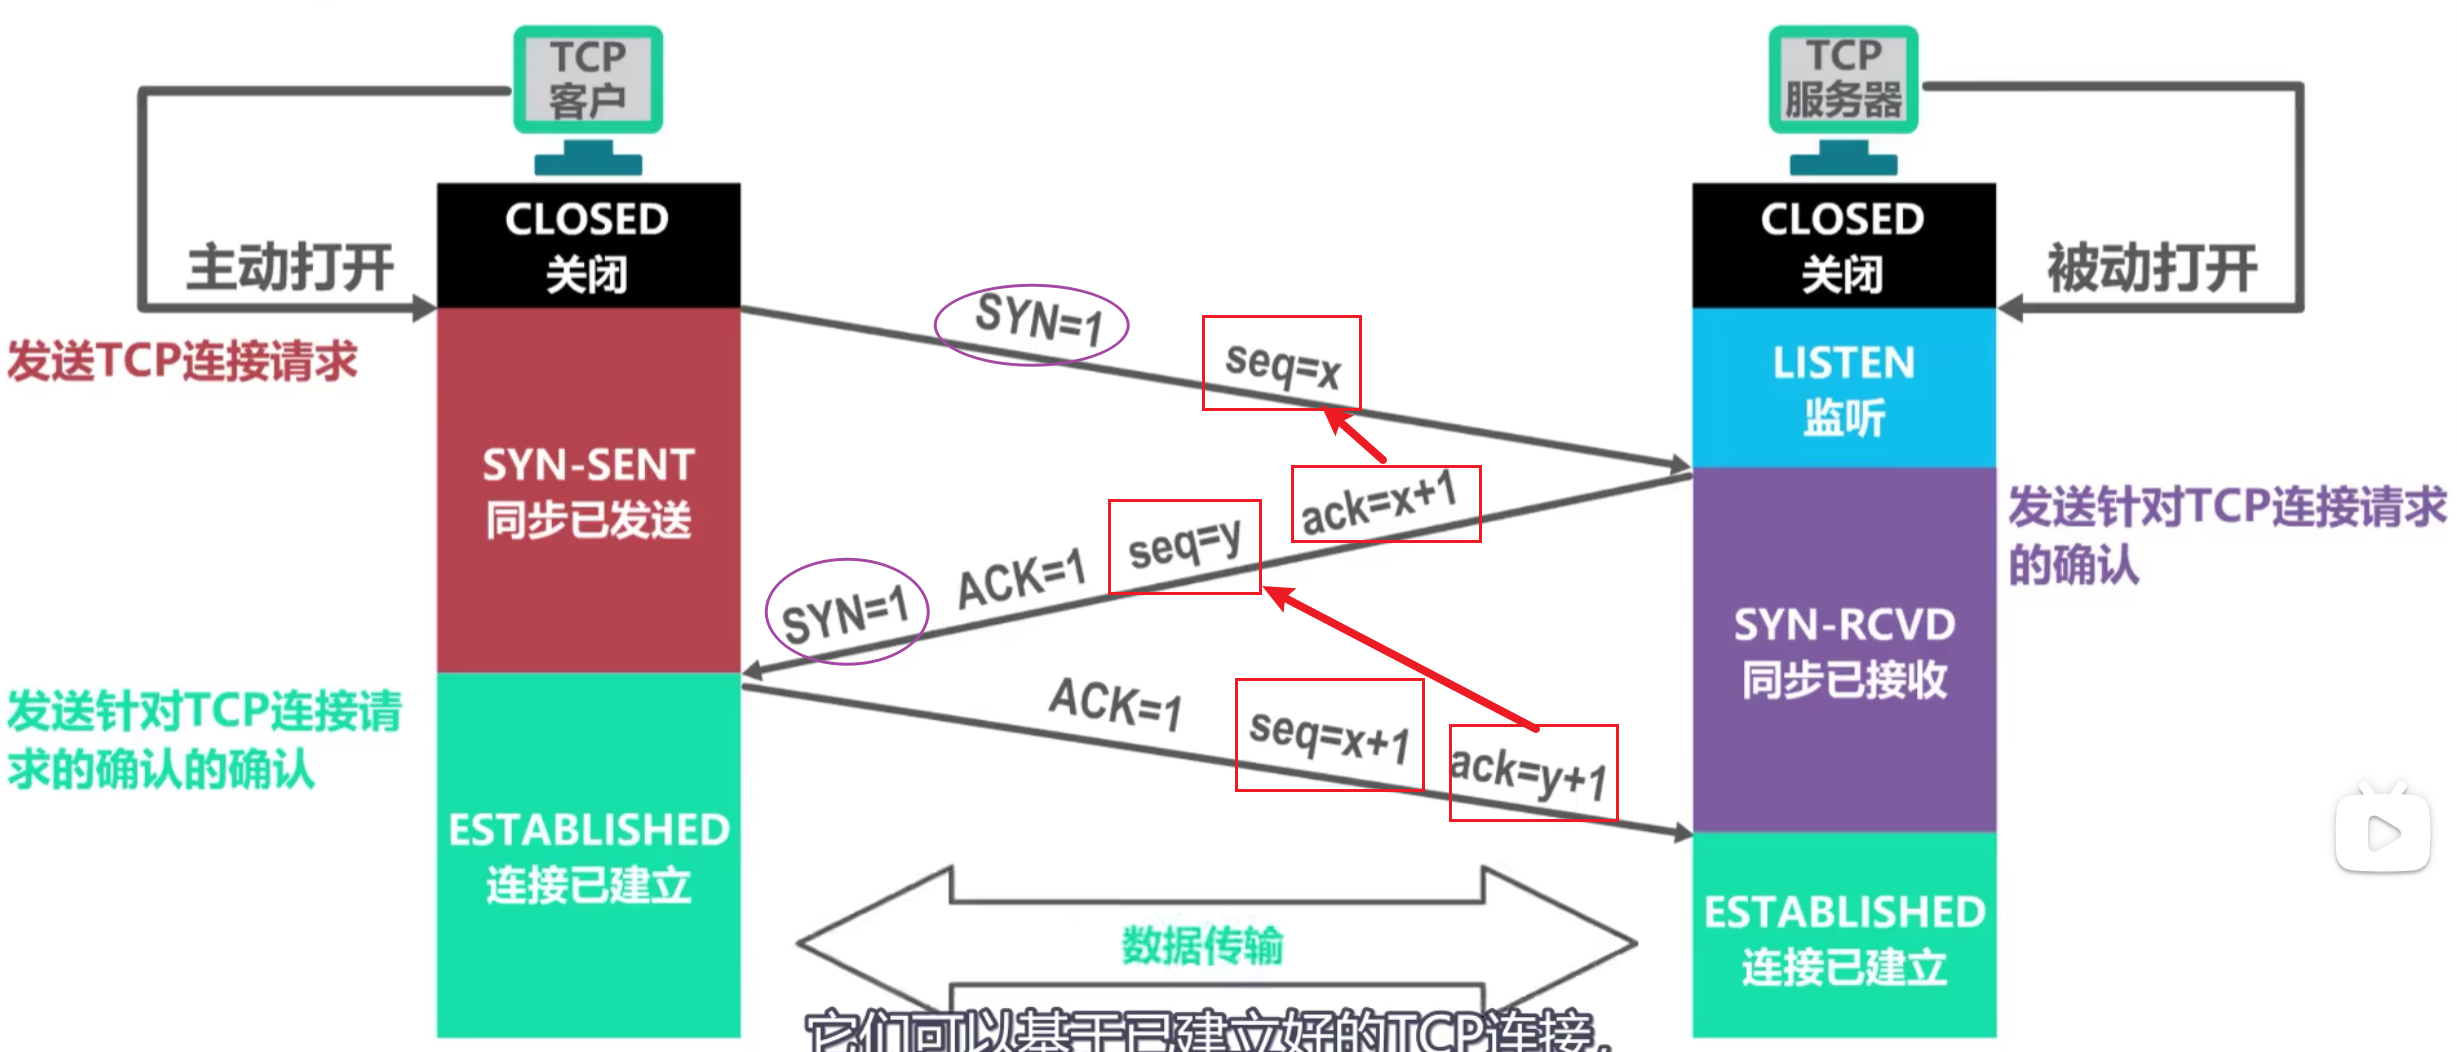 TCP
客户
TCP
服务器
CLOSED
关闭
CLOSED
关闭
主动打开
被动打开
SYN=1
seq=x
发送TCP连接请求
LISTEN
监听
SYN-SENT
同步已发送
ack=x+1
seq=y
ACK=1
SYN=1
发送针对TCP连接请求
的确认
SYN-RCVD
同步已接收
发送针对TCP连接请
求的确认的确认
ACK=1
seq=x+1
ack=y+1
ESTABLISHED
连接已建立
ESTABLISHED
连接已建立
数据传输
它们可以基于已建立好的TCP连接,